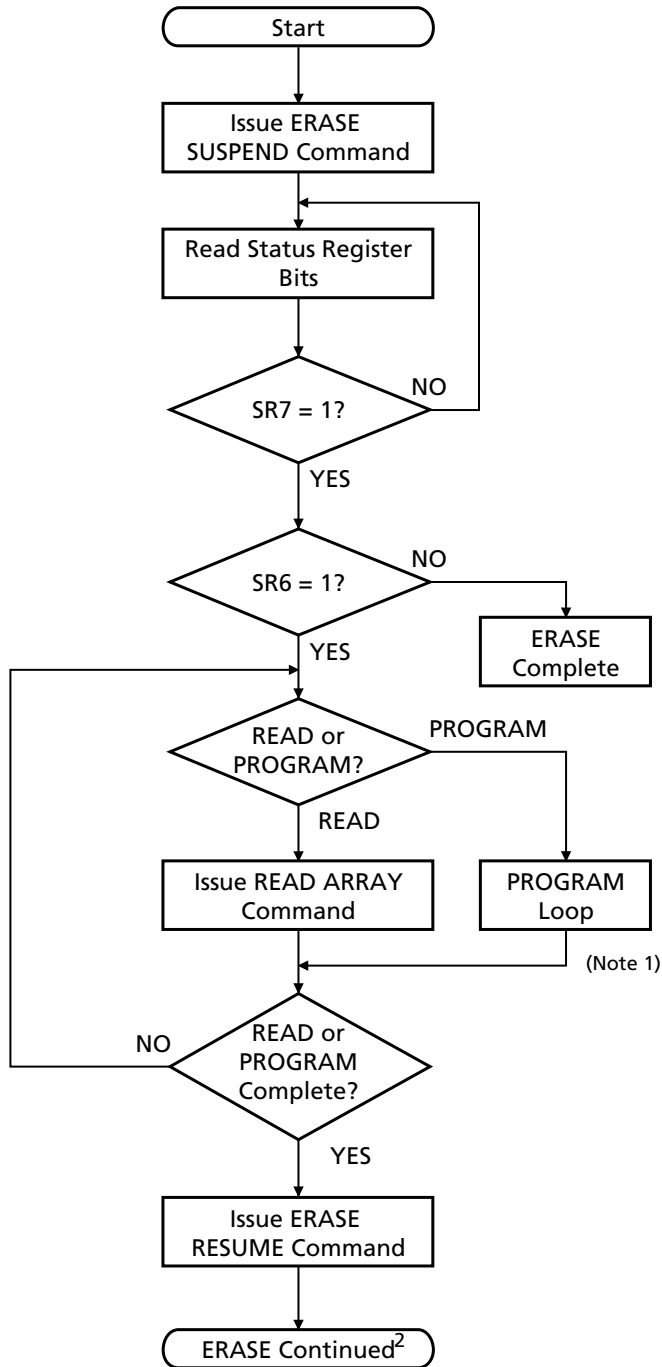 Start
Issue ERASE
SUSPEND Command
Read Status Register
Bits
SR7 = 1?
NO
YES
SR6 = 1?
NO
YES
ERASE
Complete
READ or
PROGRAM?
PROGRAM
READ
Issue READ ARRAY
Command
PROGRAM
Loop
(Note 1)
READ or
PROGRAM
Complete?
NO
YES
Issue ERASE
RESUME Command
ERASE Continued²